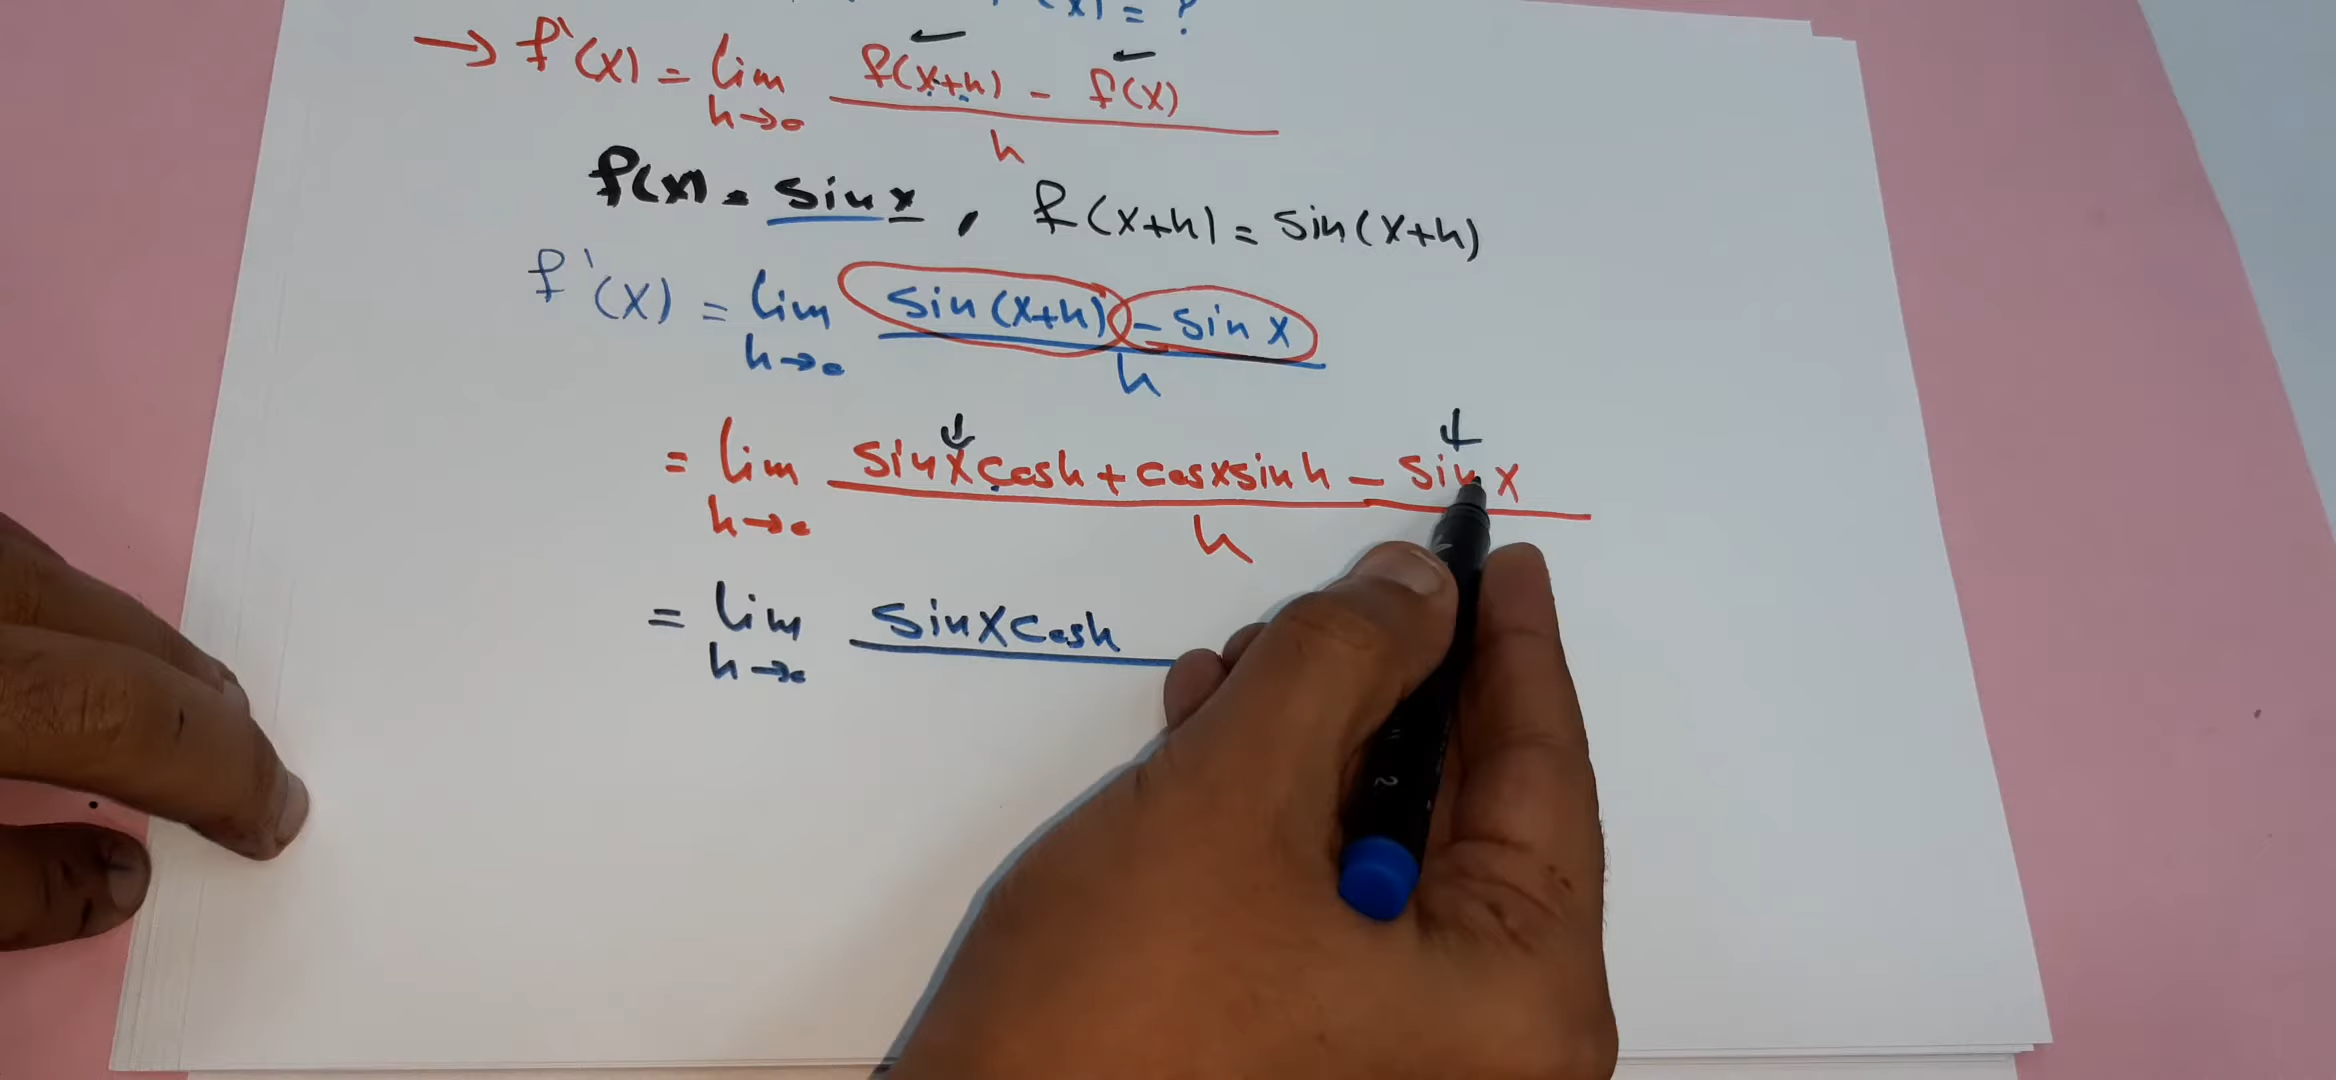 (x) = ?
→ f'(x) = lim h→0 f(x+h) - f(x) / h
f(x) = sin x , f(x+h) = sin(x+h)
f'(x) = lim h→0 sin(x+h) - sin x / h
= lim h→0 sin x cos h + cos x sin h - sin x / h
= lim h→0 sin x cos h